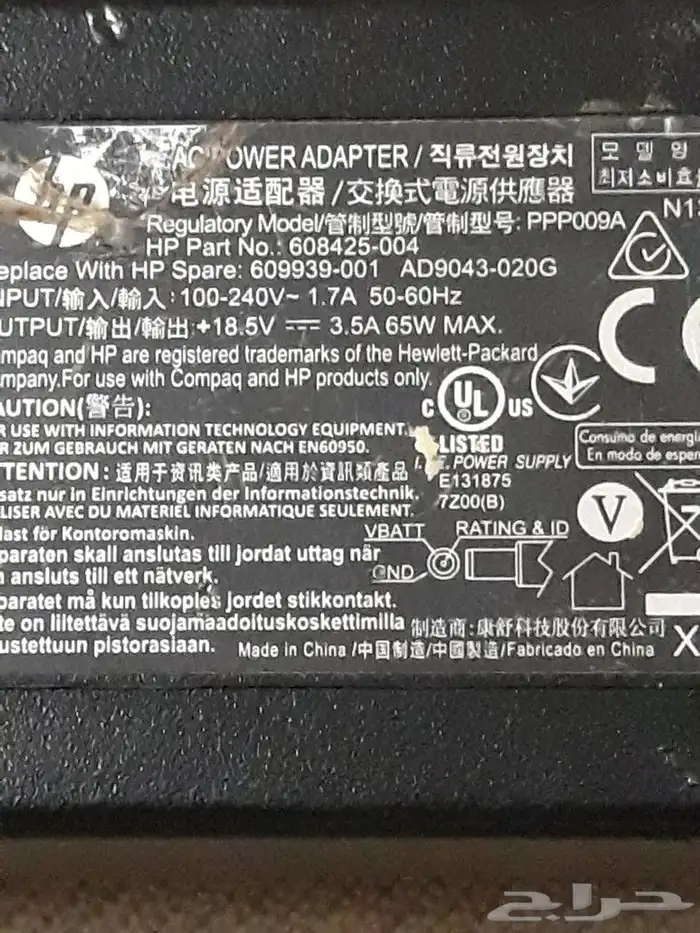 hp
AC POWER ADAPTER / 직류전원장치
电源适配器/交換式電源供應器
모 델 명
최저소비효
Regulatory Model/管制型號/管制型号: PPP009A
N1
HP Part No.: 608425-004
eplace With HP Spare: 609939-001 AD9043-020G
NPUT/输入/輸入: 100-240V~ 1.7A 50-60Hz
UTPUT/输出/輸出: +18.5V 3.5A 65W MAX.
mpaq and HP are registered trademarks of the Hewlett-Packard
mpany.For use with Compaq and HP products only.
AUTION(警告):
R USE WITH INFORMATION TECHNOLOGY EQUIPMENT.
R ZUM GEBRAUCH MIT GERATEN NACH EN60950.
TTENTION : 适用于资讯类产品/適用於資訊類產品
satz nur in Einrichtungen der Informationstechnik.
LISER AVEC DU MATERIEL INFORMATIQUE SEULEMENT.
last för Kontoromaskin.
paraten skall anslutas till jordat uttag när
n ansluts till ett nätverk.
paratet må kun tilkoples jordet stikkontakt.
te on liitettävä suojamaadoituskoskettimilla
ustettuun pistorasiaan.
CE
C UL US
LISTED
POWER SUPPLY
E131875
7Z00(B)
Consumo de energi
En modo de esper
V
VBATT
RATING & ID
GND
制造商: 康舒科技股份有限公司
Made in China /中国制造/中國製造/Fabricado en China
X
حراج